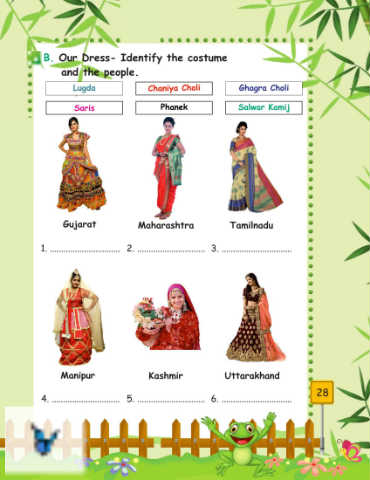 B. Our Dress- Identify the costume
and the people.
Lugda Chaniya Choli Ghagra Choli
Saris Phanek Salwar Kamij
Gujarat Maharashtra Tamilnadu
1. .............................. 2. .............................. 3. ..............................
Manipur Kashmir Uttarakhand
4. .............................. 5. .............................. 6. ..............................
28